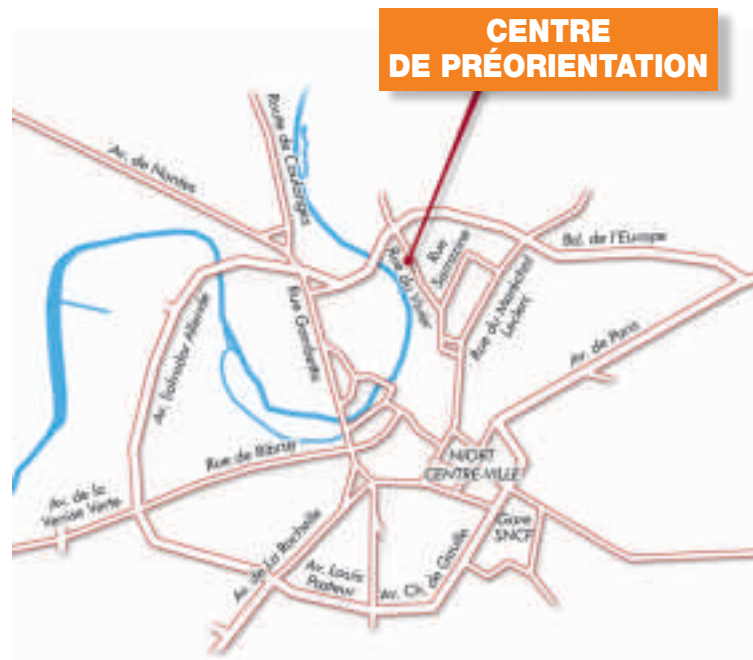 CENTRE
DE PRÉORIENTATION
Route de Coulonges
Av. de Nantes
Rue
Sarrazine
Bd. de l'Europe
Rue du Vivier
Rue du Maréchal
Leclerc
Rue Gambetta
Av. Salvador Allende
Av. de Paris
Rue de Ribray
NIORT
CENTRE-VILLE
Av. de la
Venise Verte
Gare
SNCF
Av. de La Rochelle
Av. Louis
Pasteur
Av. Ch. de Gaulle